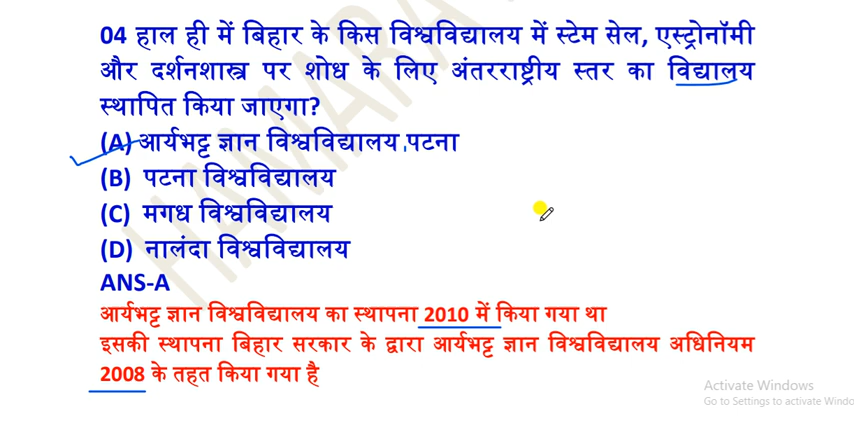 04 हाल ही में बिहार के किस विश्वविद्यालय में स्टेम सेल, एस्ट्रोनॉमी
और दर्शनशास्त्र पर शोध के लिए अंतरराष्ट्रीय स्तर का विद्यालय
स्थापित किया जाएगा?
(A) आर्यभट्ट ज्ञान विश्वविद्यालय ,पटना
(B) पटना विश्वविद्यालय
(C) मगध विश्वविद्यालय
(D) नालंदा विश्वविद्यालय
ANS-A
आर्यभट्ट ज्ञान विश्वविद्यालय का स्थापना 2010 में किया गया था
इसकी स्थापना बिहार सरकार के द्वारा आर्यभट्ट ज्ञान विश्वविद्यालय अधिनियम
2008 के तहत किया गया है
Activate Windows
Go to Settings to activate Windo